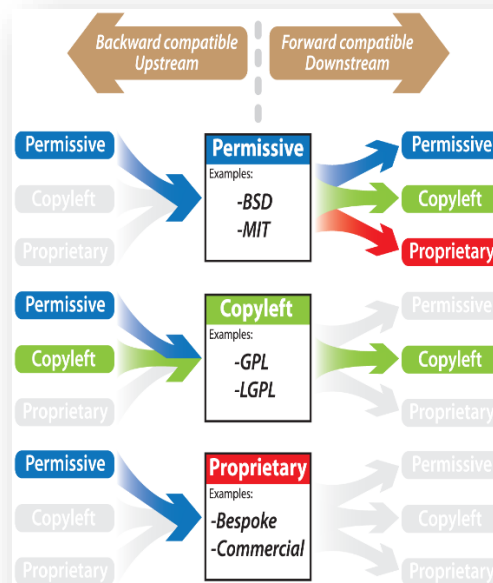 Backward compatible
Upstream
Forward compatible
Downstream
Permissive
Copyleft
Proprietary
Permissive
Examples:
-BSD
-MIT
Permissive
Copyleft
Proprietary
Permissive
Copyleft
Proprietary
Copyleft
Examples:
-GPL
-LGPL
Permissive
Copyleft
Proprietary
Permissive
Copyleft
Proprietary
Proprietary
Examples:
-Bespoke
-Commercial
Permissive
Copyleft
Proprietary